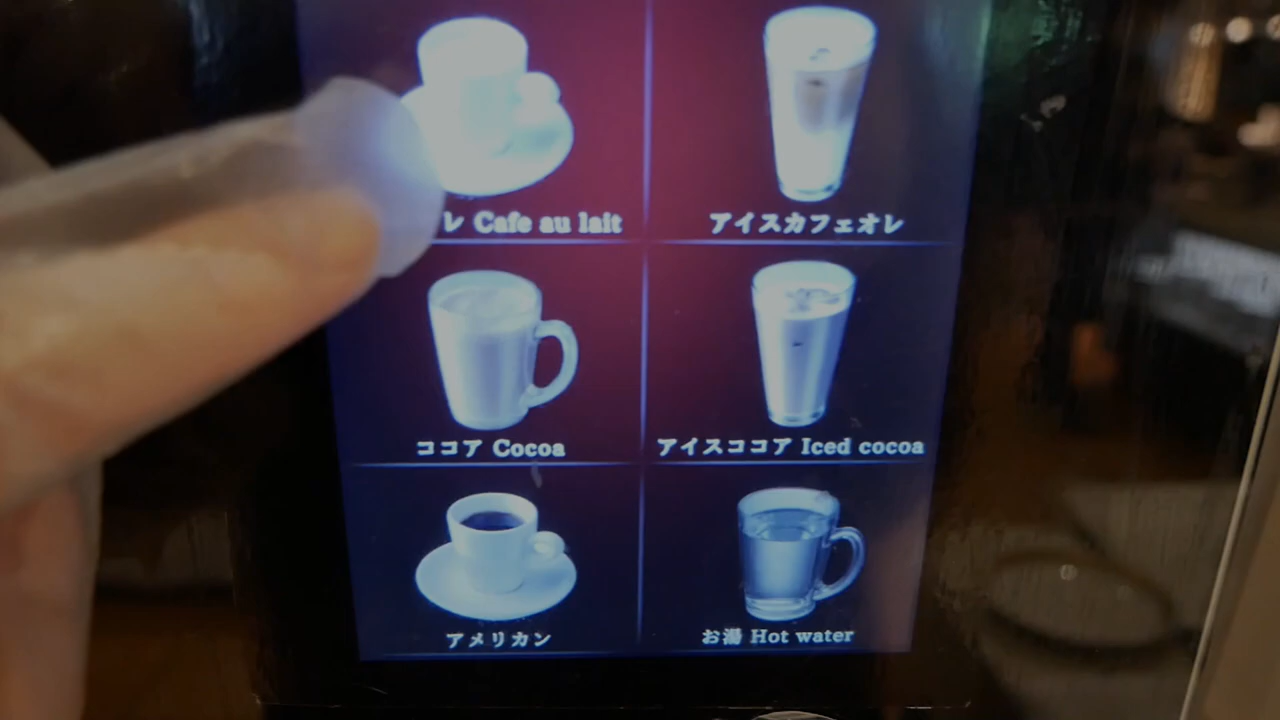 レ Cafe au lait
アイスカフェオレ
ココア Cocoa
アイスココア Iced cocoa
アメリカン
お湯 Hot water